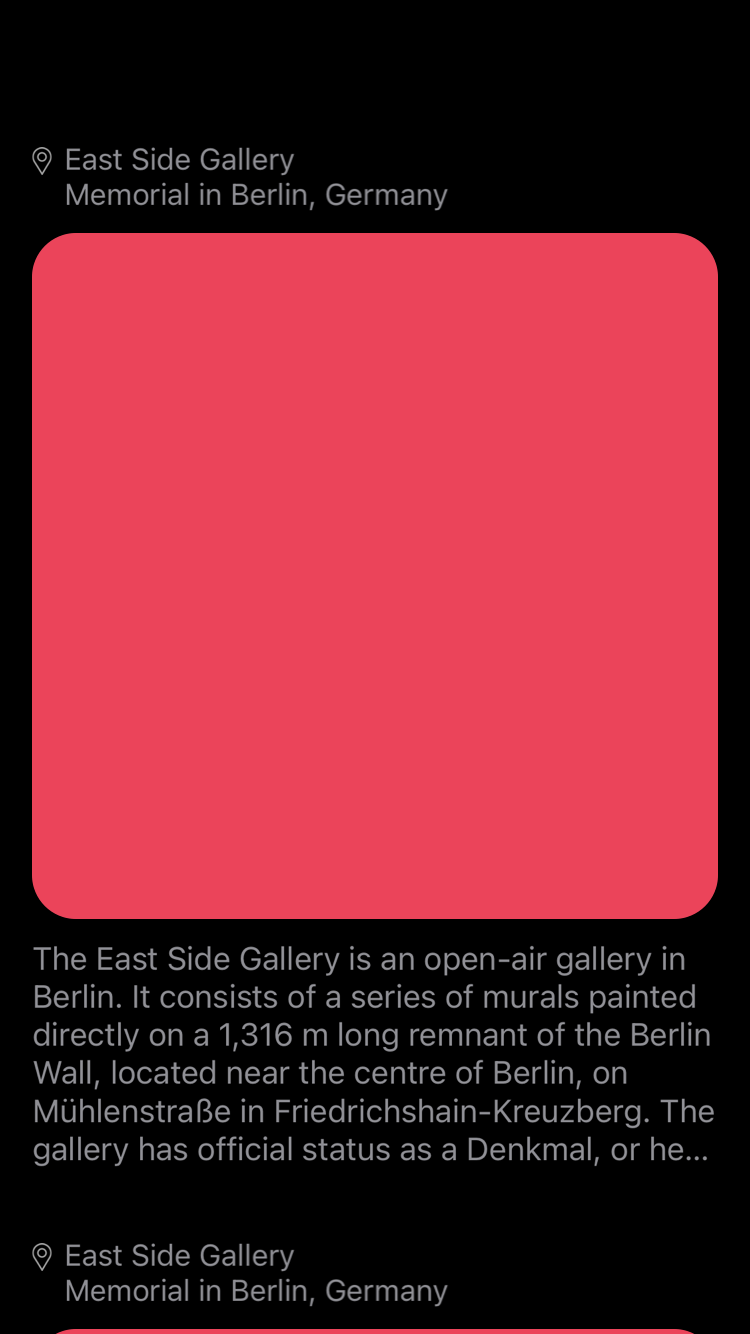 East Side Gallery
Memorial in Berlin, Germany
The East Side Gallery is an open-air gallery in
Berlin. It consists of a series of murals painted
directly on a 1,316 m long remnant of the Berlin
Wall, located near the centre of Berlin, on
Mühlenstraße in Friedrichshain-Kreuzberg. The
gallery has official status as a Denkmal, or he...
East Side Gallery
Memorial in Berlin, Germany